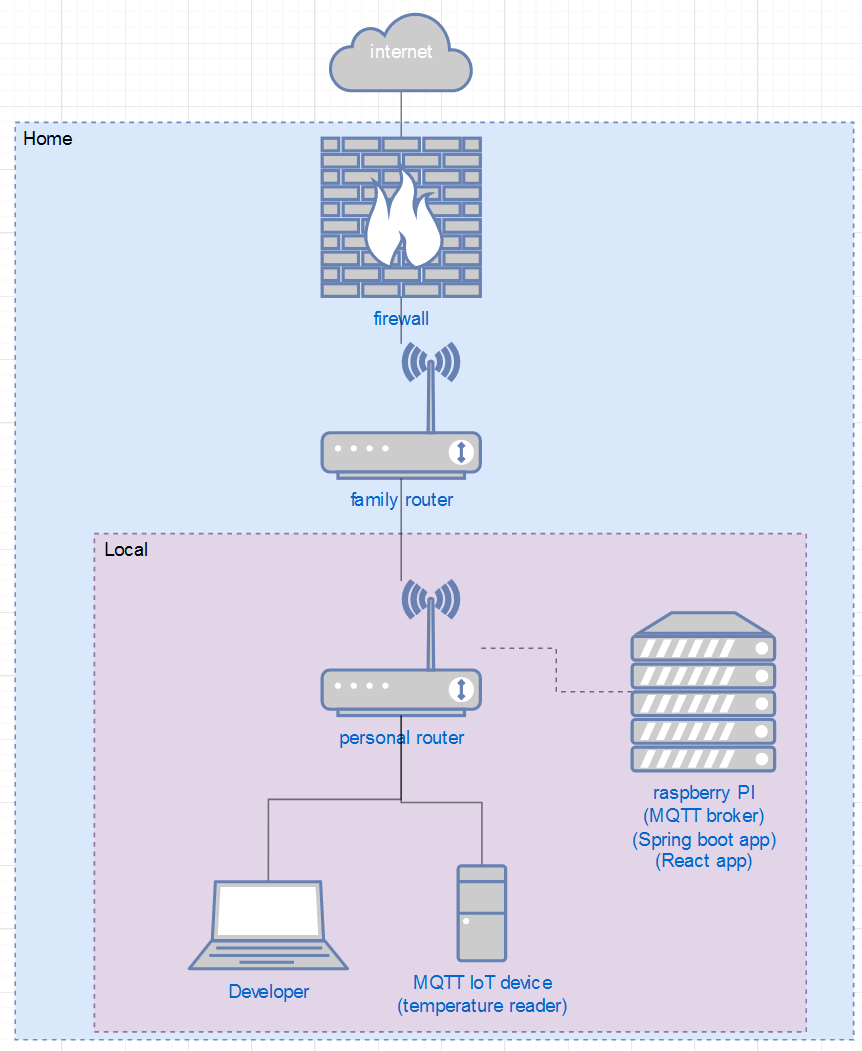 internet
Home
firewall
family router
Local
personal router
raspberry PI
(MQTT broker)
(Spring boot app)
(React app)
Developer
MQTT IoT device
(temperature reader)